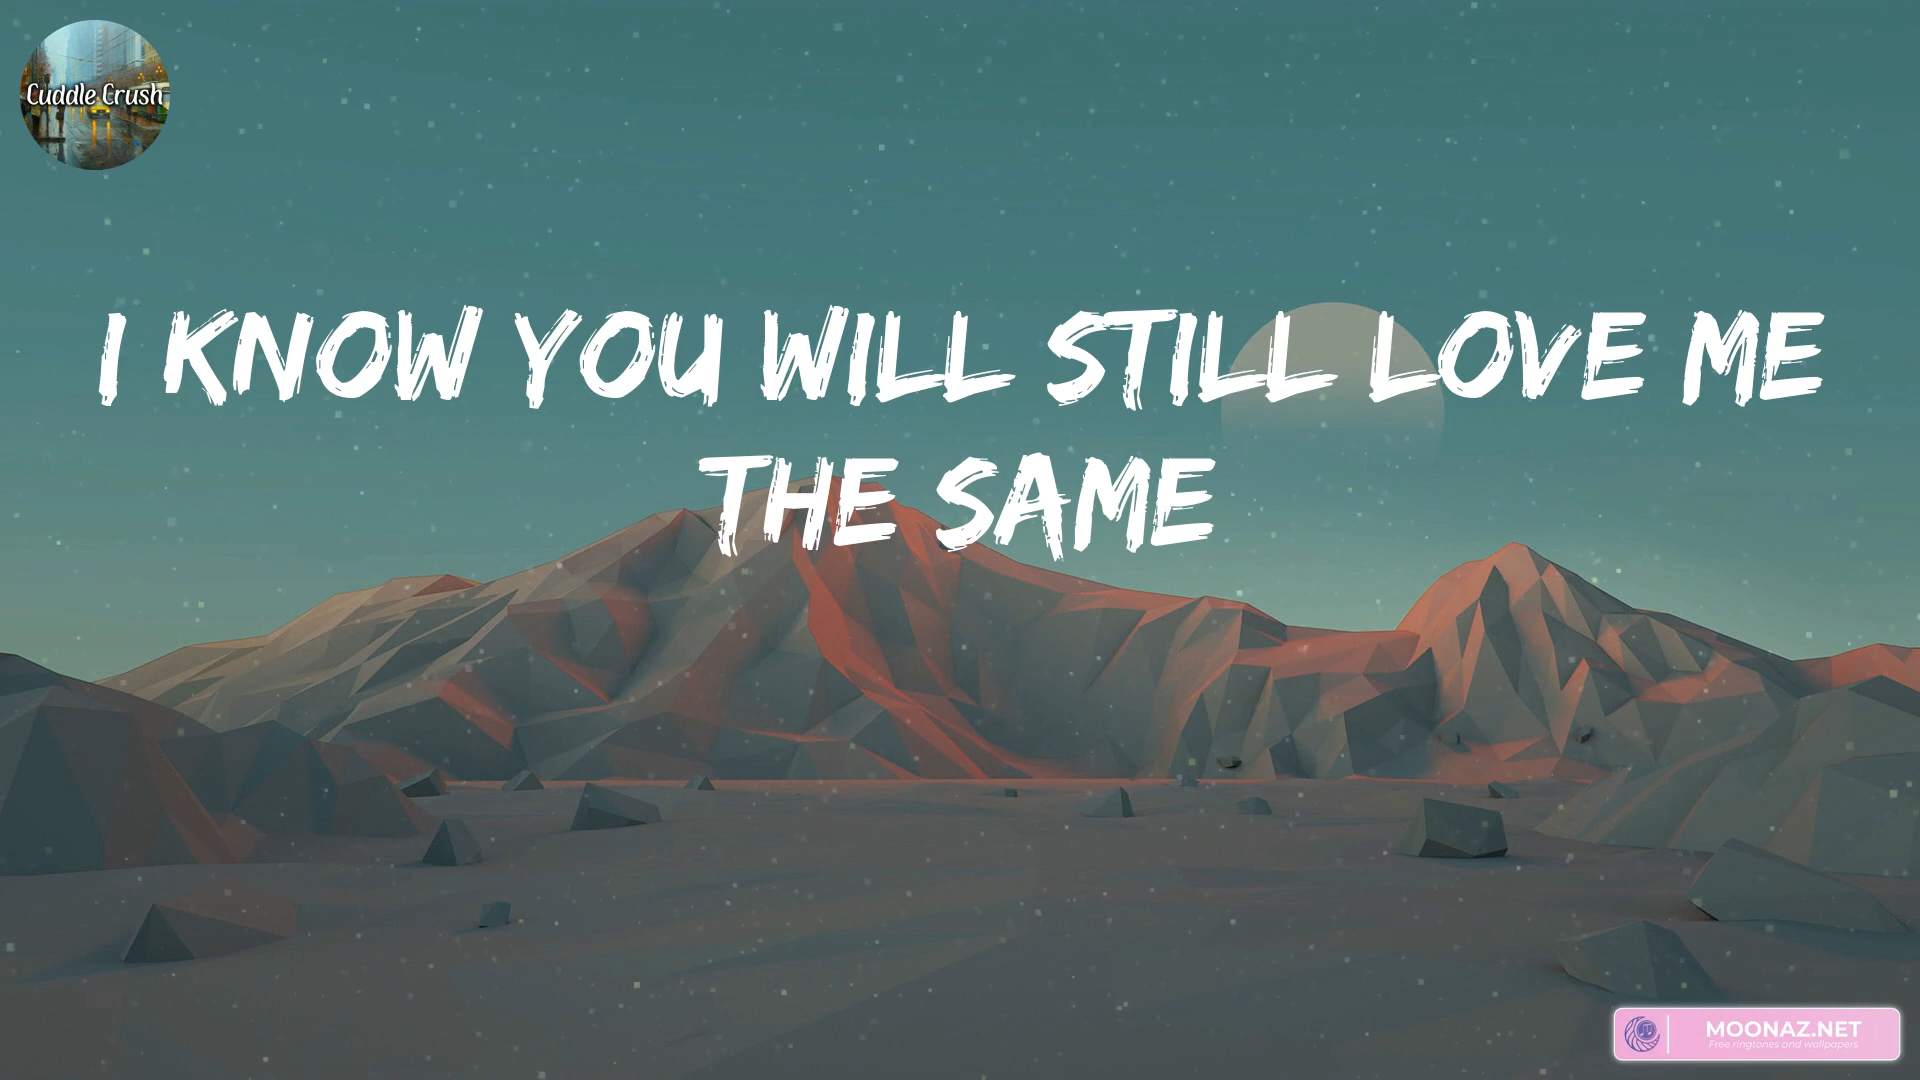 Cuddle Crush
I KNOW YOU WILL STILL LOVE ME
THE SAME
MOONAZ.NET
Free ringtones and wallpapers